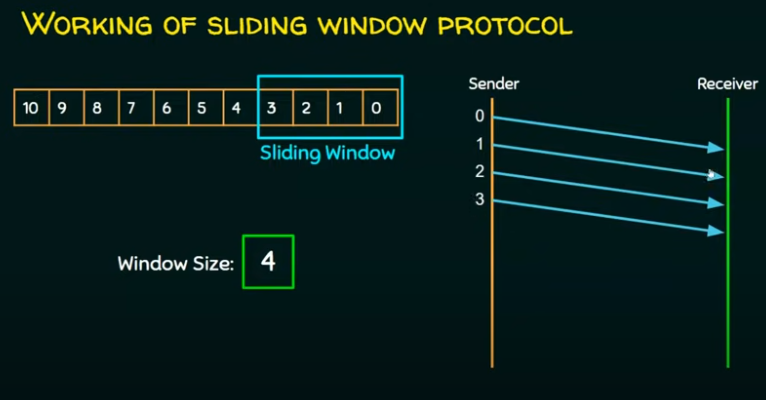 WORKING OF SLIDING WINDOW PROTOCOL
10 9 8 7 6 5 4 3 2 1 0
Sliding Window
Window Size: 4
Sender Receiver
0
1
2
3